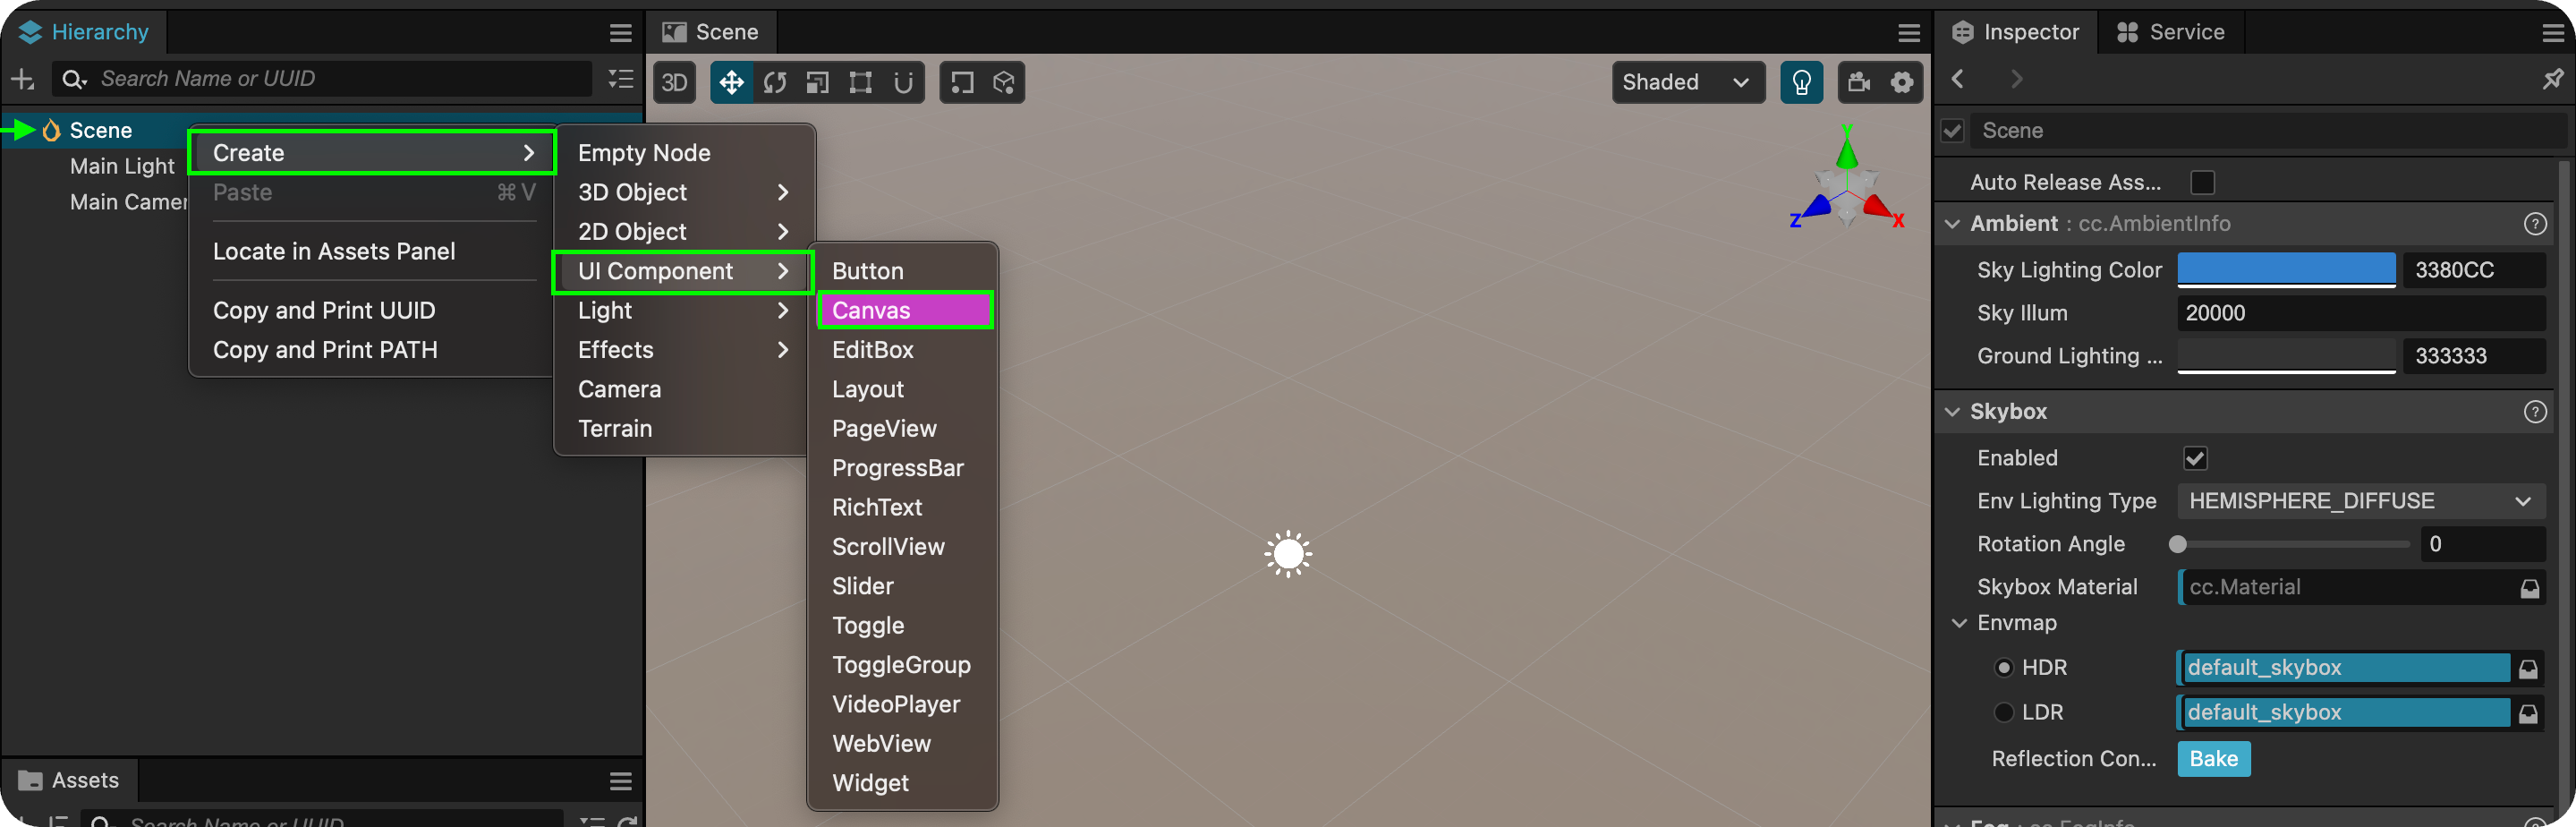 Hierarchy
Search Name or UUID
Scene
Main Light
Main Camer
Create
Paste ⌘ V
Locate in Assets Panel
Copy and Print UUID
Copy and Print PATH
Empty Node
3D Object
2D Object
UI Component
Light
Effects
Camera
Terrain
Button
Canvas
EditBox
Layout
PageView
ProgressBar
RichText
ScrollView
Slider
Toggle
ToggleGroup
VideoPlayer
WebView
Widget
Assets
Search Name or UUID
Scene
3D
Shaded
Y
Z
X
Inspector
Service
Scene
Auto Release Ass...
Ambient : cc.AmbientInfo
Sky Lighting Color 3380CC
Sky Illum 20000
Ground Lighting ... 333333
Skybox
Enabled
Env Lighting Type HEMISPHERE_DIFFUSE
Rotation Angle 0
Skybox Material cc.Material
Envmap
HDR default_skybox
LDR default_skybox
Reflection Con... Bake
Fog : cc.FogInfo